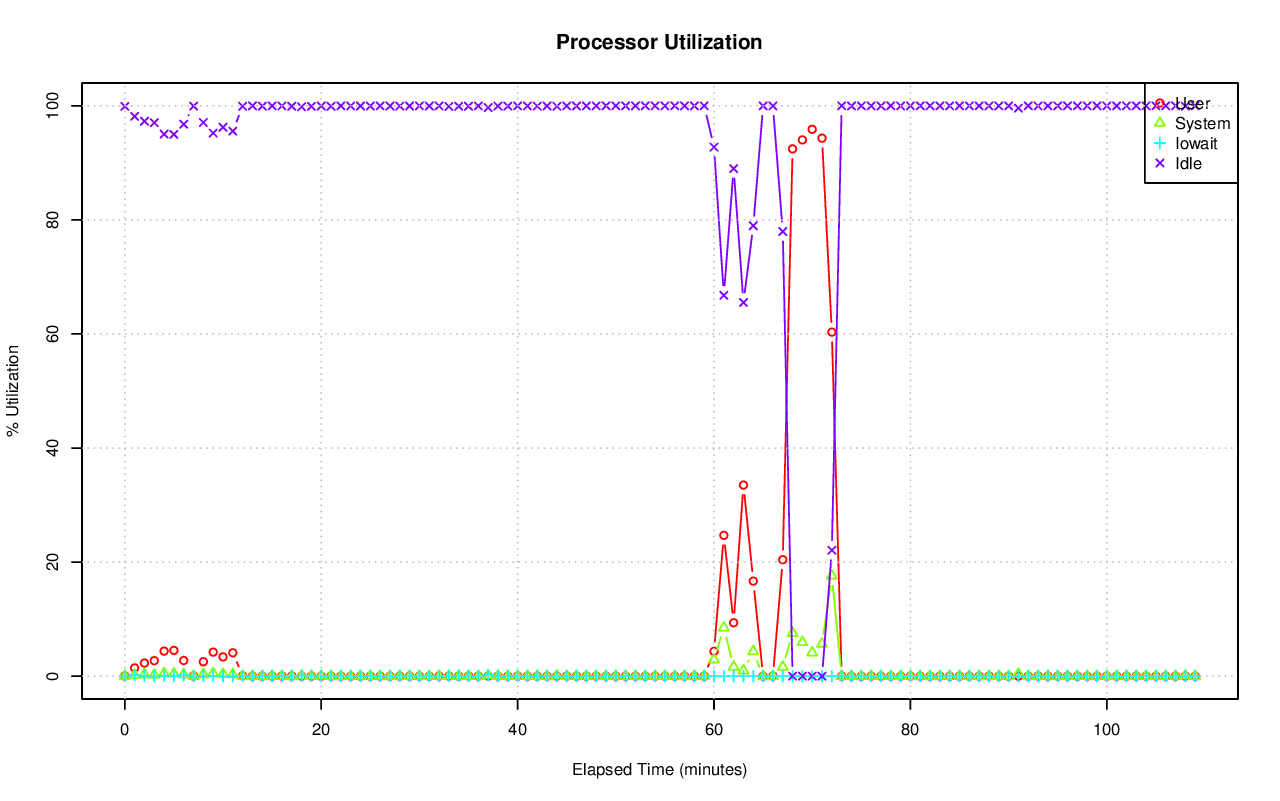 Processor Utilization
100
80
60
40
20
0
% Utilization
User
System
Iowait
Idle
0 20 40 60 80 100
Elapsed Time (minutes)